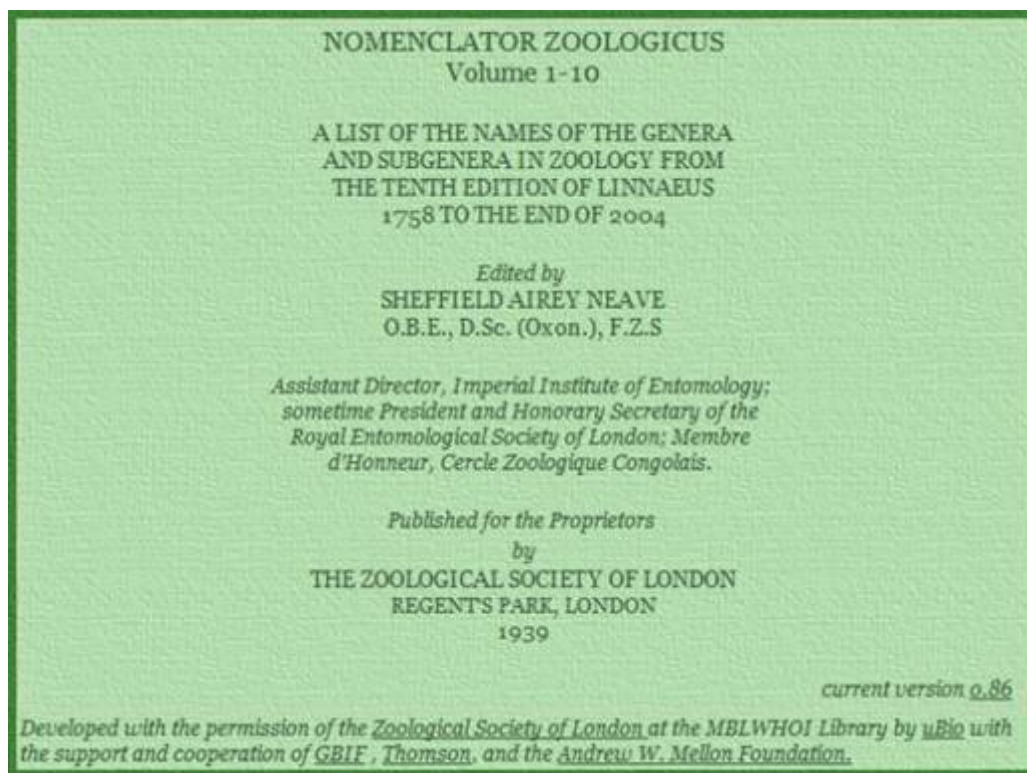 NOMENCLATOR ZOOLOGICUS
Volume 1-10
A LIST OF THE NAMES OF THE GENERA
AND SUBGENERA IN ZOOLOGY FROM
THE TENTH EDITION OF LINNAEUS
1758 TO THE END OF 2004
Edited by
SHEFFIELD AIREY NEAVE
O.B.E., D.Sc. (Oxon.), F.Z.S
Assistant Director, Imperial Institute of Entomology;
sometime President and Honorary Secretary of the
Royal Entomological Society of London; Membre
d'Honneur, Cercle Zoologique Congolais.
Published for the Proprietors
by
THE ZOOLOGICAL SOCIETY OF LONDON
REGENT'S PARK, LONDON
1939
current version 0.86
Developed with the permission of the Zoological Society of London at the MBLWHOI Library by uBio with
the support and cooperation of GBIF , Thomson, and the Andrew W. Mellon Foundation.